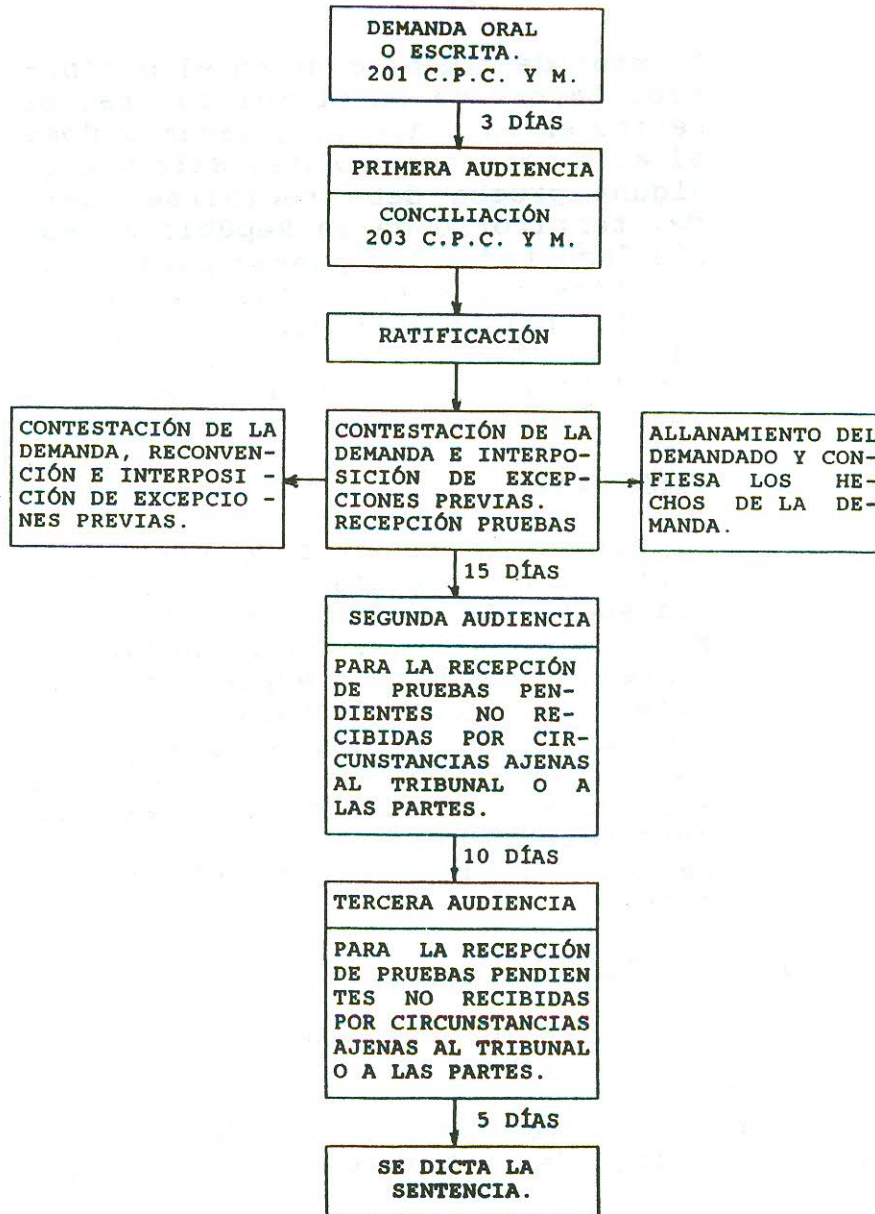 DEMANDA ORAL
O ESCRITA.
201 C.P.C. Y M.
3 DÍAS
PRIMERA AUDIENCIA
CONCILIACIÓN
203 C.P.C. Y M.
RATIFICACIÓN
CONTESTACIÓN DE LA
DEMANDA, RECONVEN-
CIÓN E INTERPOSI -
CIÓN DE EXCEPCIO -
NES PREVIAS.
CONTESTACIÓN DE LA
DEMANDA E INTERPO-
SICIÓN DE EXCEP-
CIONES PREVIAS.
RECEPCIÓN PRUEBAS
ALLANAMIENTO DEL
DEMANDADO Y CON-
FIESA LOS HE-
CHOS DE LA DE-
MANDA.
15 DÍAS
SEGUNDA AUDIENCIA
PARA LA RECEPCIÓN
DE PRUEBAS PEN-
DIENTES NO RE-
CIBIDAS POR CIR-
CUNSTANCIAS AJENAS
AL TRIBUNAL O A
LAS PARTES.
10 DÍAS
TERCERA AUDIENCIA
PARA LA RECEPCIÓN
DE PRUEBAS PENDIEN
TES NO RECIBIDAS
POR CIRCUNSTANCIAS
AJENAS AL TRIBUNAL
O A LAS PARTES.
5 DÍAS
SE DICTA LA
SENTENCIA.